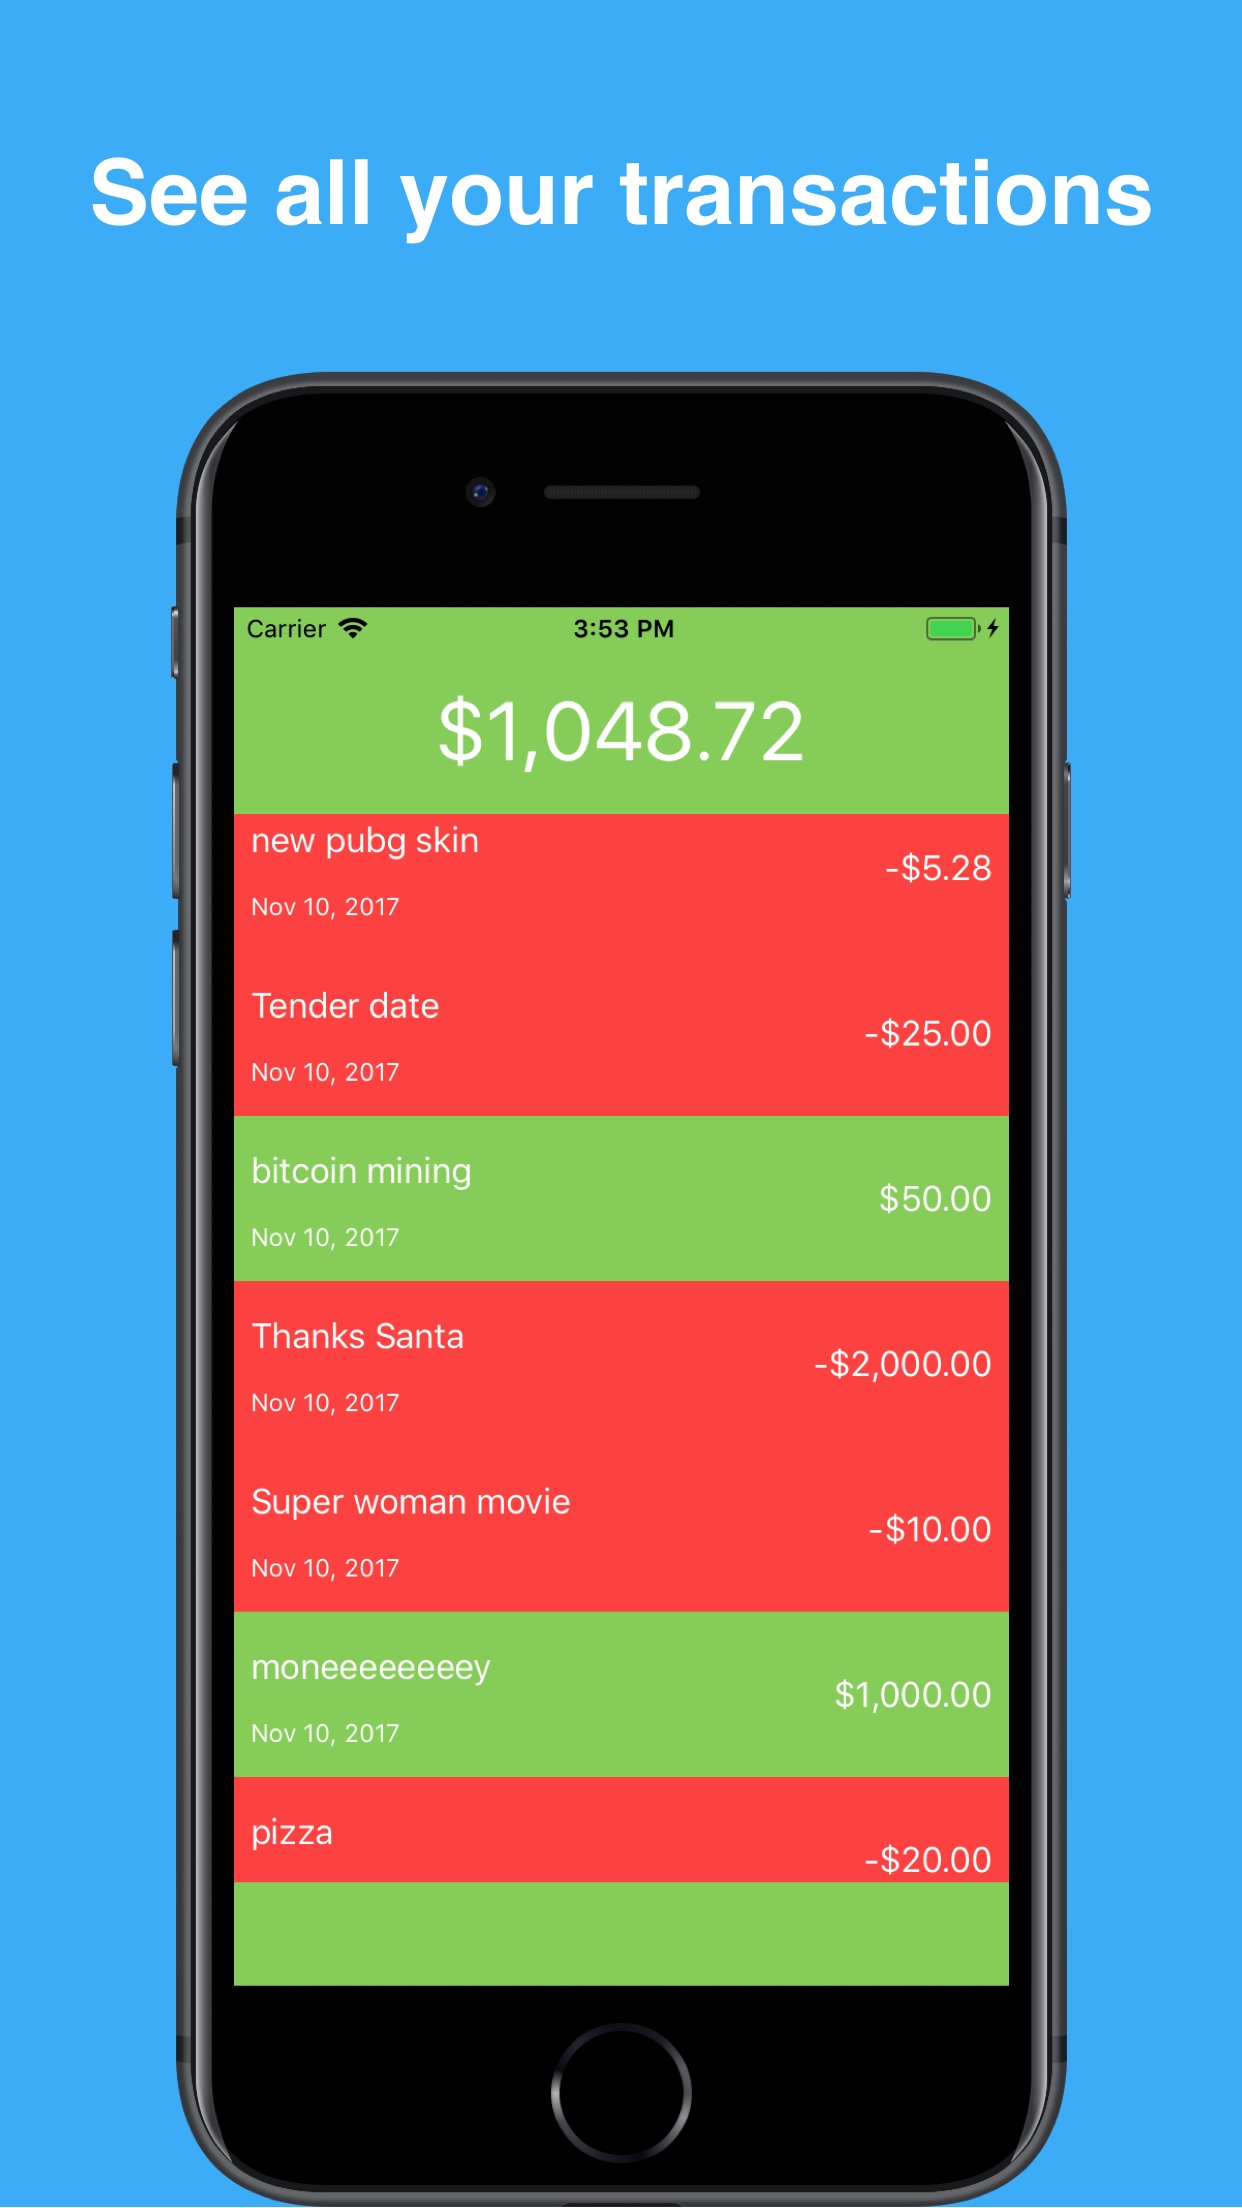 See all your transactions
Carrier 3:53 PM
$1,048.72
new pubg skin
-$5.28
Nov 10, 2017
Tender date
-$25.00
Nov 10, 2017
bitcoin mining
$50.00
Nov 10, 2017
Thanks Santa
-$2,000.00
Nov 10, 2017
Super woman movie
-$10.00
Nov 10, 2017
moneeeeeeeey
$1,000.00
Nov 10, 2017
pizza
-$20.00